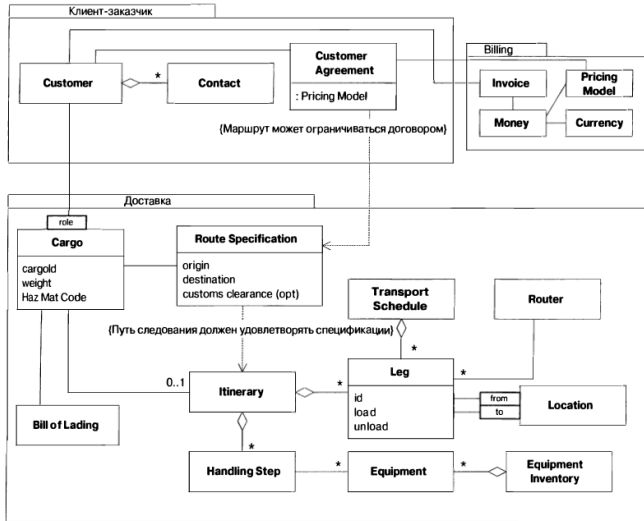 Клиент-заказчик
Customer
*
Contact
Customer
Agreement
: Pricing Model
Billing
Invoice
Pricing
Model
Money
Currency
{Маршрут может ограничиваться договором}
Доставка
role
Cargo
cargoId
weight
Haz Mat Code
Route Specification
origin
destination
customs clearance (opt)
Transport
Schedule
Router
{Путь следования должен удовлетворять спецификации}
*
*
0..1
Itinerary
*
Leg
id
load
unload
from
to
Location
Bill of Lading
*
Handling Step
*
Equipment
*
Equipment
Inventory